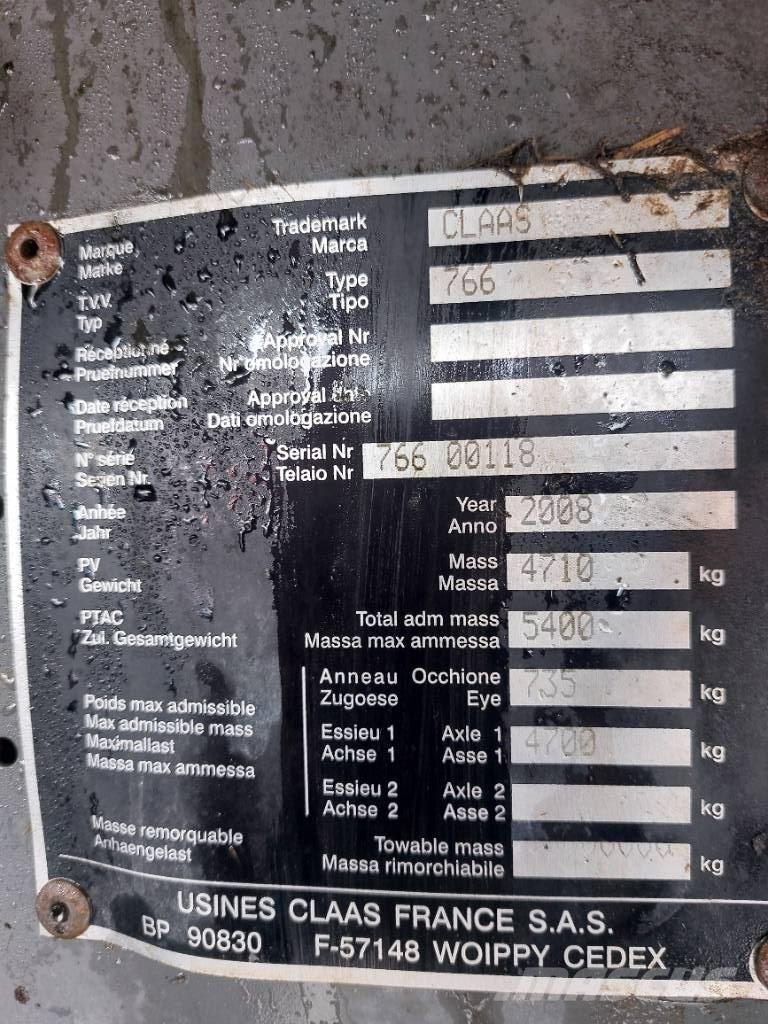 Marque Trademark CLAAS
Marke Marca
T.V.V. Type 766
Typ Tipo
Réception no Approval Nr
Pruefnummer Nr omologazione
Date réception Approval
Pruefdatum Dati omologazione
N° série Serial Nr 766 00118
Telaio Nr
Année Year 2008
Jahr Anno
PV Mass 4710 kg
Gewicht Massa
PTAC Total adm mass 5400 kg
Zul. Gesamtgewicht Massa max ammessa
Anneau Occhione 735 kg
Zugoese Eye
Poids max admissible
Max admissible mass
Maximallast
Massa max ammessa
Essieu 1 Axle 1 4700 kg
Achse 1 Asse 1
Essieu 2 Axle 2 kg
Achse 2 Asse 2
Masse remorquable Towable mass kg
Anhaengelast Massa rimorchiabile
USINES CLAAS FRANCE S.A.S.
BP 90830 F-57148 WOIPPY CEDEX
MASCUS